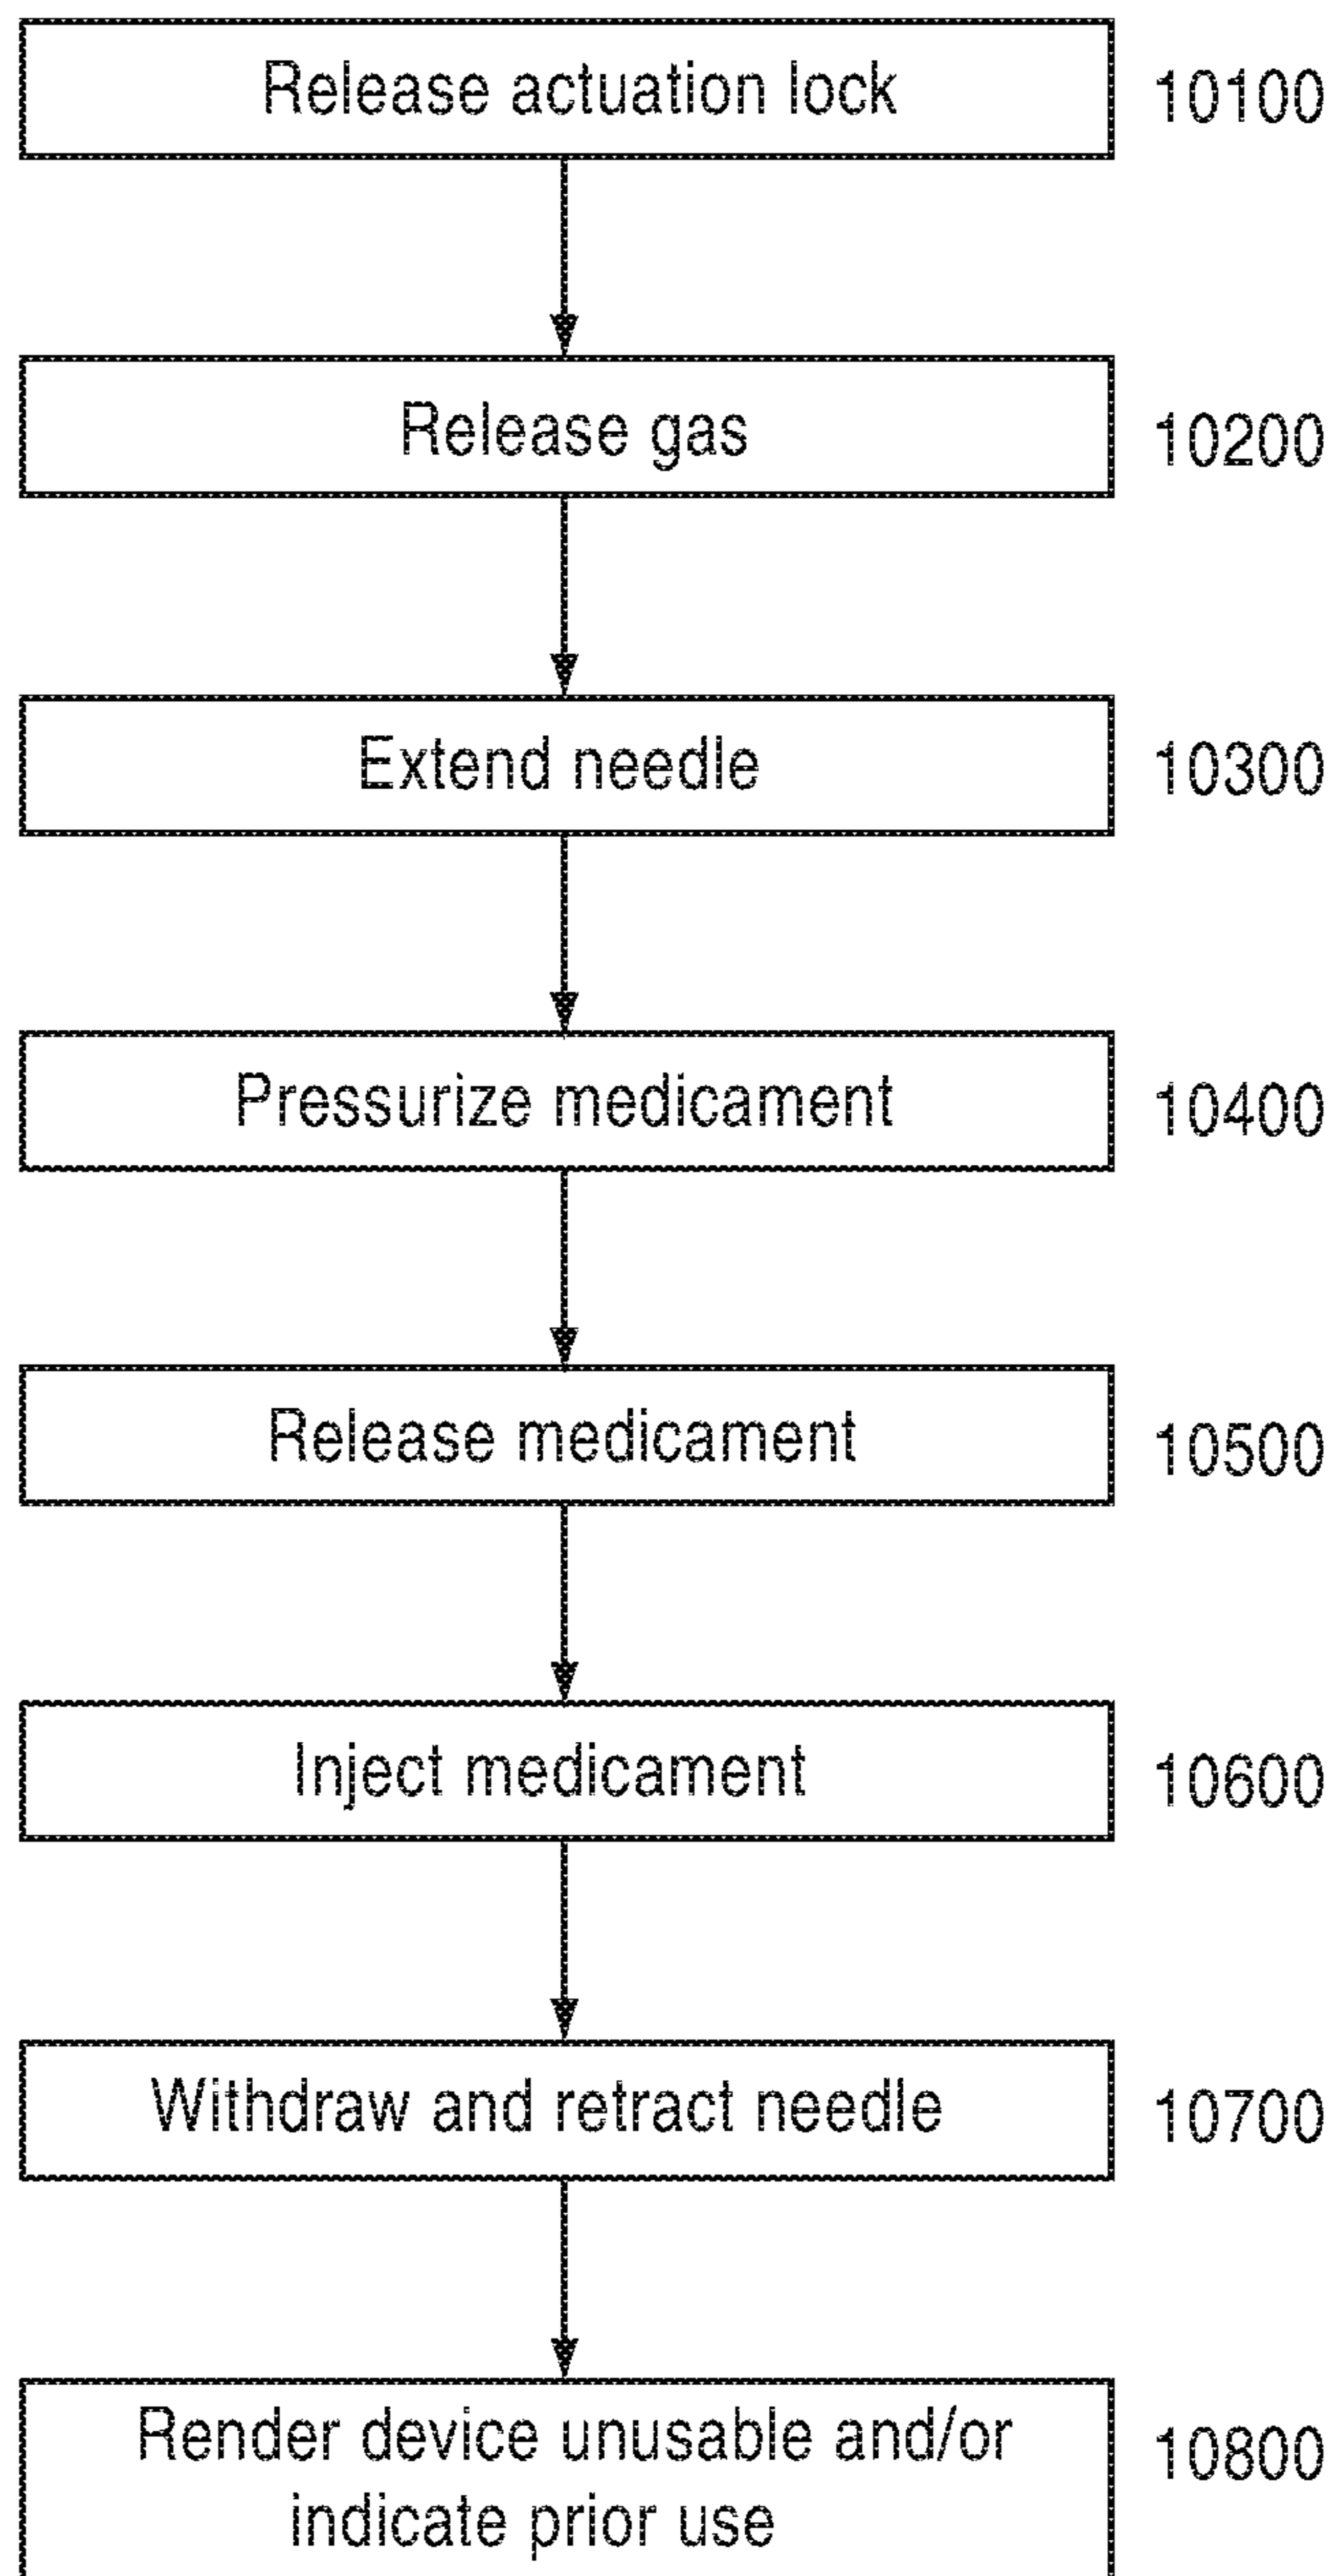 Release actuation lock 10100
Release gas 10200
Extend needle 10300
Pressurize medicament 10400
Release medicament 10500
Inject medicament 10600
Withdraw and retract needle 10700
Render device unusable and/or 10800
indicate prior use